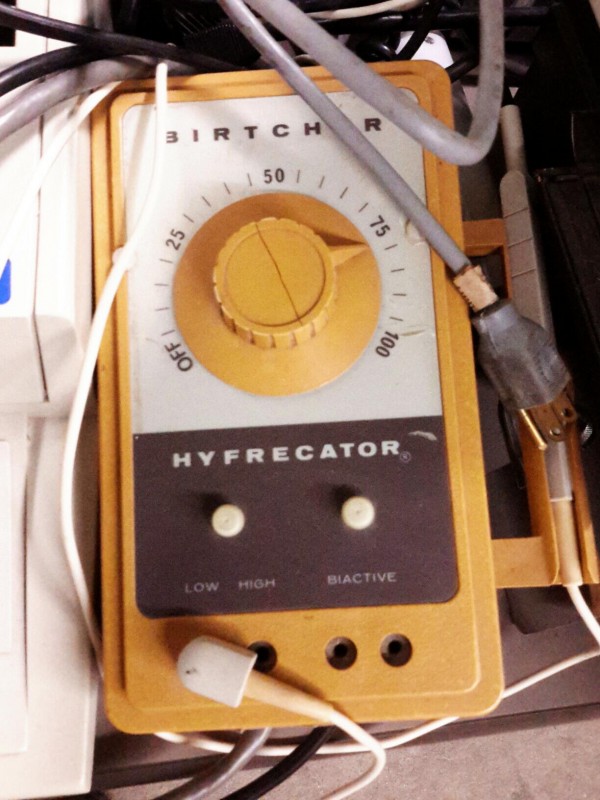 BIRTCH R
50
25
75
OFF
100
HYFRECATOR®
LOW HIGH BIACTIVE